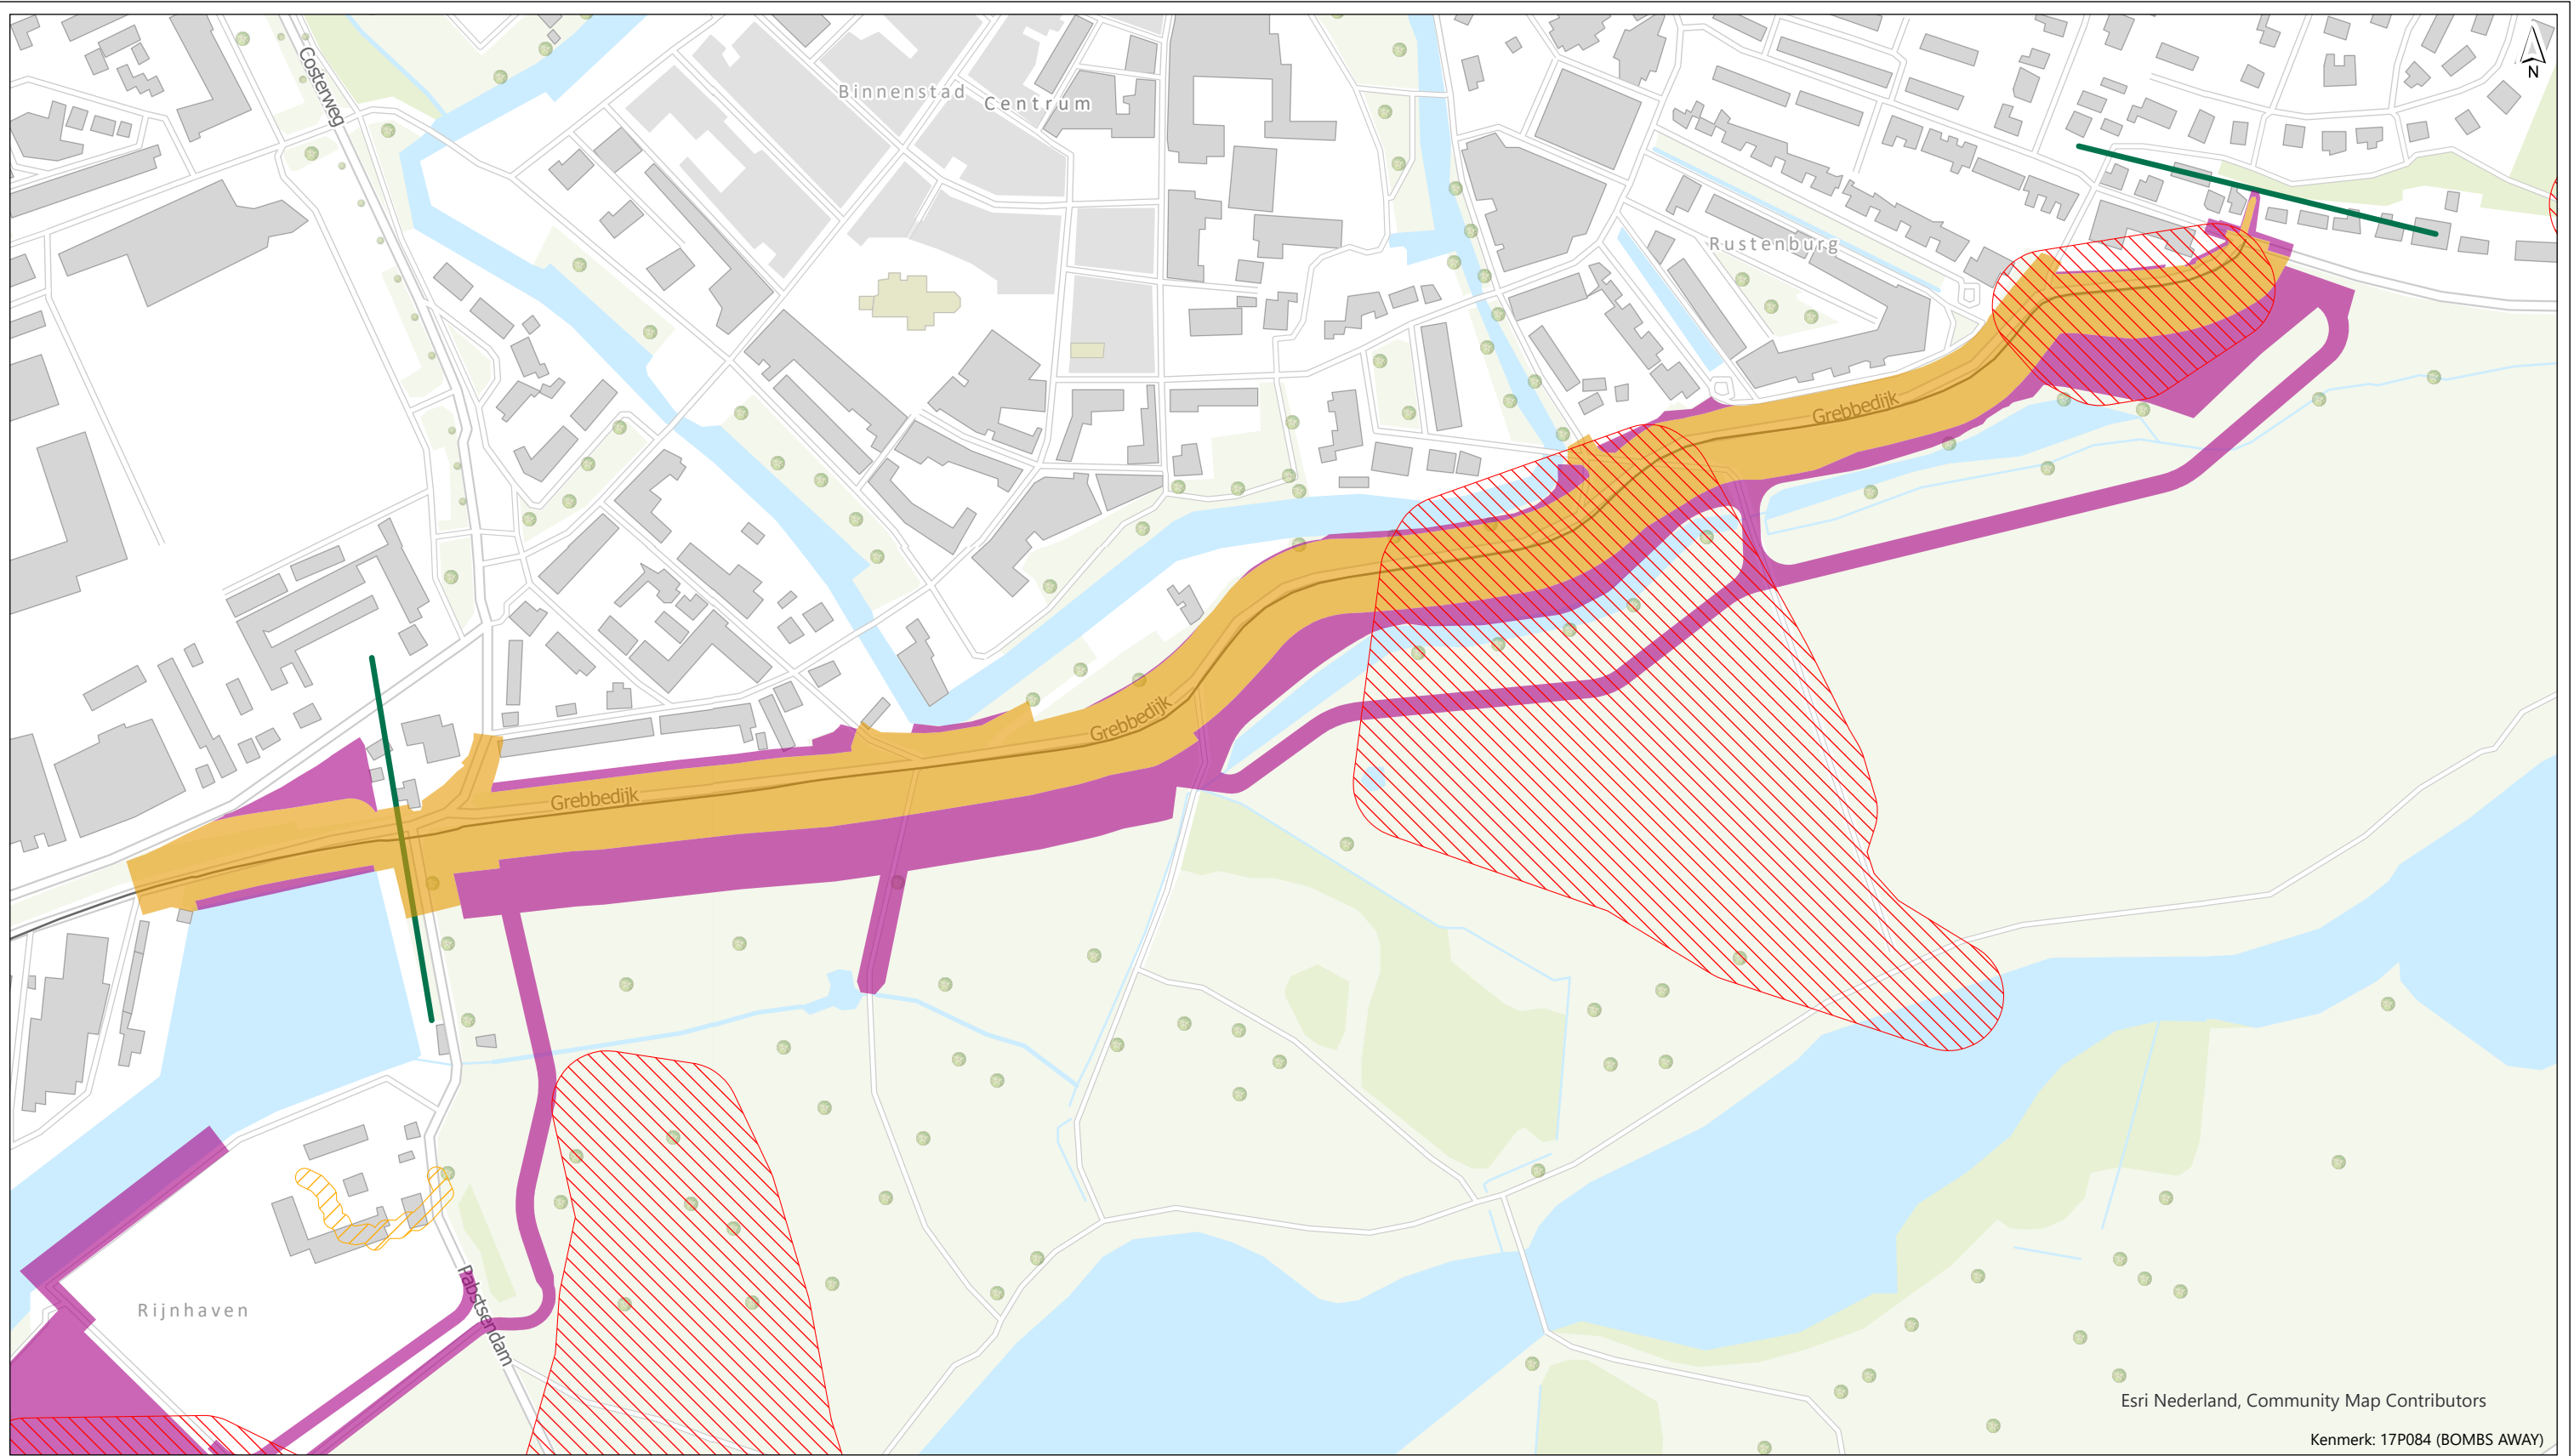 Costerweg
Binnenstad
Centrum
N
Rustenburg
Grebbedijk
Grebbedijk
Grebbedijk
Rijnhaven
Pabstsendam
Esri Nederland, Community Map Contributors
Kenmerk: 17P084 (BOMBS AWAY)